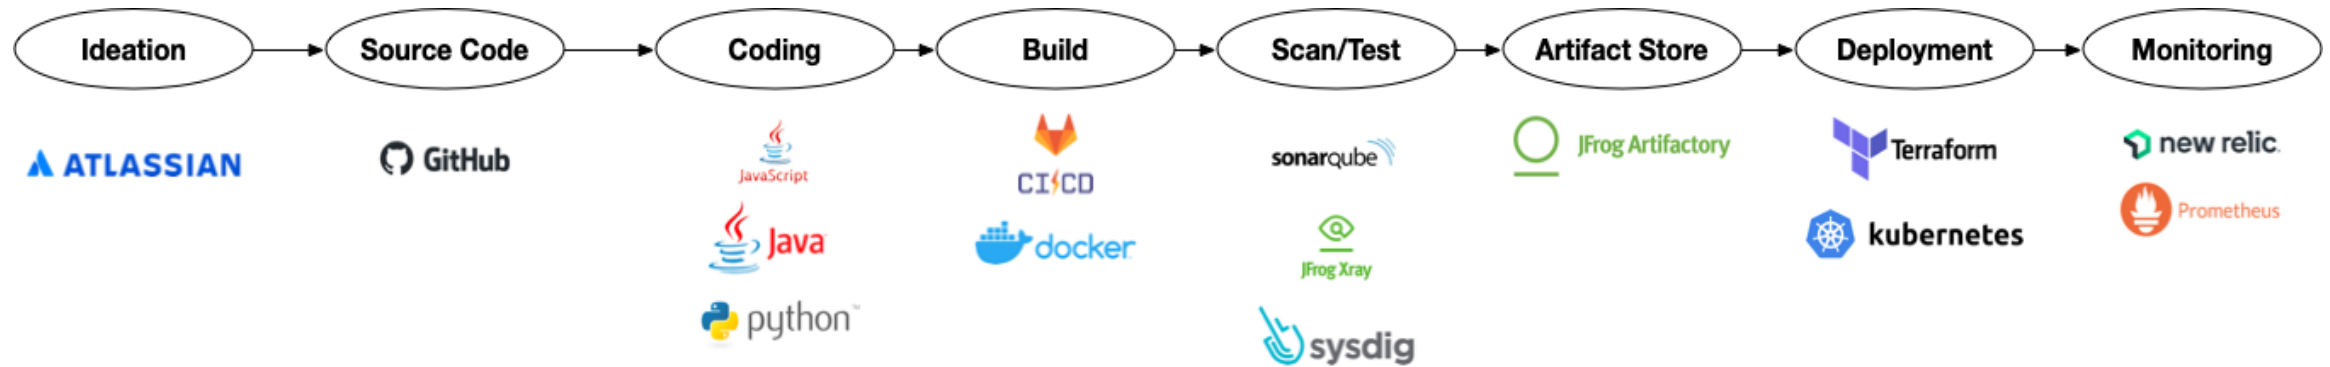 Ideation
Source Code
Coding
Build
Scan/Test
Artifact Store
Deployment
Monitoring
ATLASSIAN
GitHub
JavaScript
Java
python™
CI/CD
docker
sonarqube
JFrog Xray
sysdig
JFrog Artifactory
Terraform
kubernetes
new relic.
Prometheus